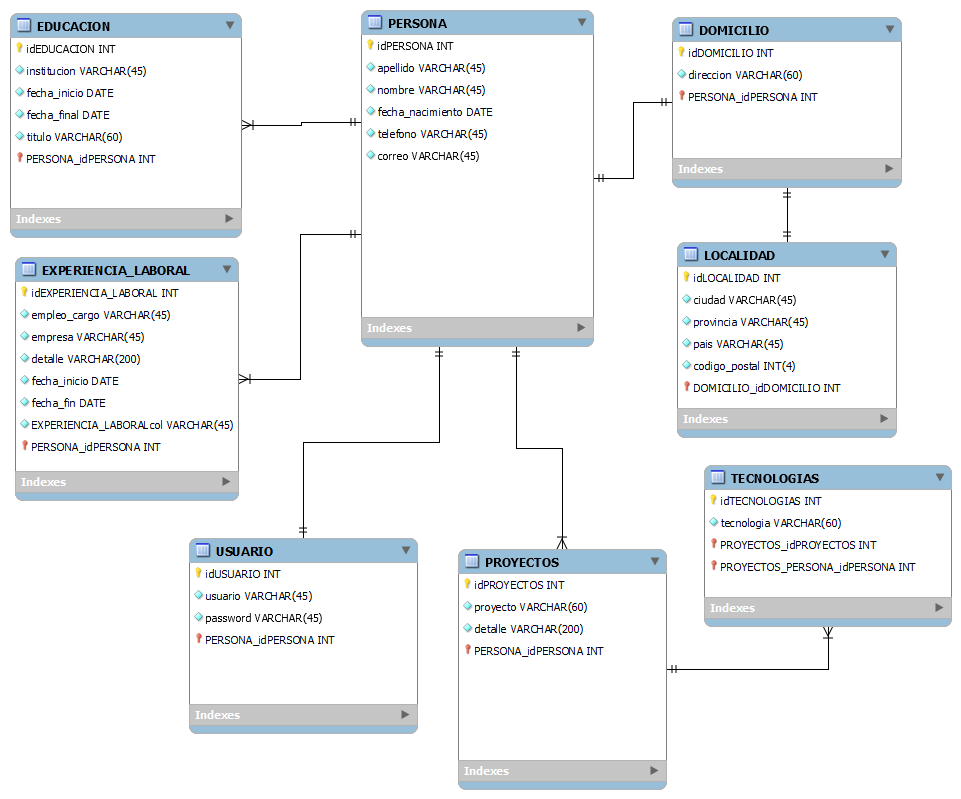 EDUCACION
idEDUCACION INT
institucion VARCHAR(45)
fecha_inicio DATE
fecha_final DATE
titulo VARCHAR(60)
PERSONA_idPERSONA INT
Indexes
PERSONA
idPERSONA INT
apellido VARCHAR(45)
nombre VARCHAR(45)
fecha_nacimiento DATE
telefono VARCHAR(45)
correo VARCHAR(45)
Indexes
DOMICILIO
idDOMICILIO INT
direccion VARCHAR(60)
PERSONA_idPERSONA INT
Indexes
EXPERIENCIA_LABORAL
idEXPERIENCIA_LABORAL INT
empleo_cargo VARCHAR(45)
empresa VARCHAR(45)
detalle VARCHAR(200)
fecha_inicio DATE
fecha_fin DATE
EXPERIENCIA_LABORALcol VARCHAR(45)
PERSONA_idPERSONA INT
Indexes
LOCALIDAD
idLOCALIDAD INT
ciudad VARCHAR(45)
provincia VARCHAR(45)
pais VARCHAR(45)
codigo_postal INT(4)
DOMICILIO_idDOMICILIO INT
Indexes
USUARIO
idUSUARIO INT
usuario VARCHAR(45)
password VARCHAR(45)
PERSONA_idPERSONA INT
Indexes
PROYECTOS
idPROYECTOS INT
proyecto VARCHAR(60)
detalle VARCHAR(200)
PERSONA_idPERSONA INT
Indexes
TECNOLOGIAS
idTECNOLOGIAS INT
tecnologia VARCHAR(60)
PROYECTOS_idPROYECTOS INT
PROYECTOS_PERSONA_idPERSONA INT
Indexes